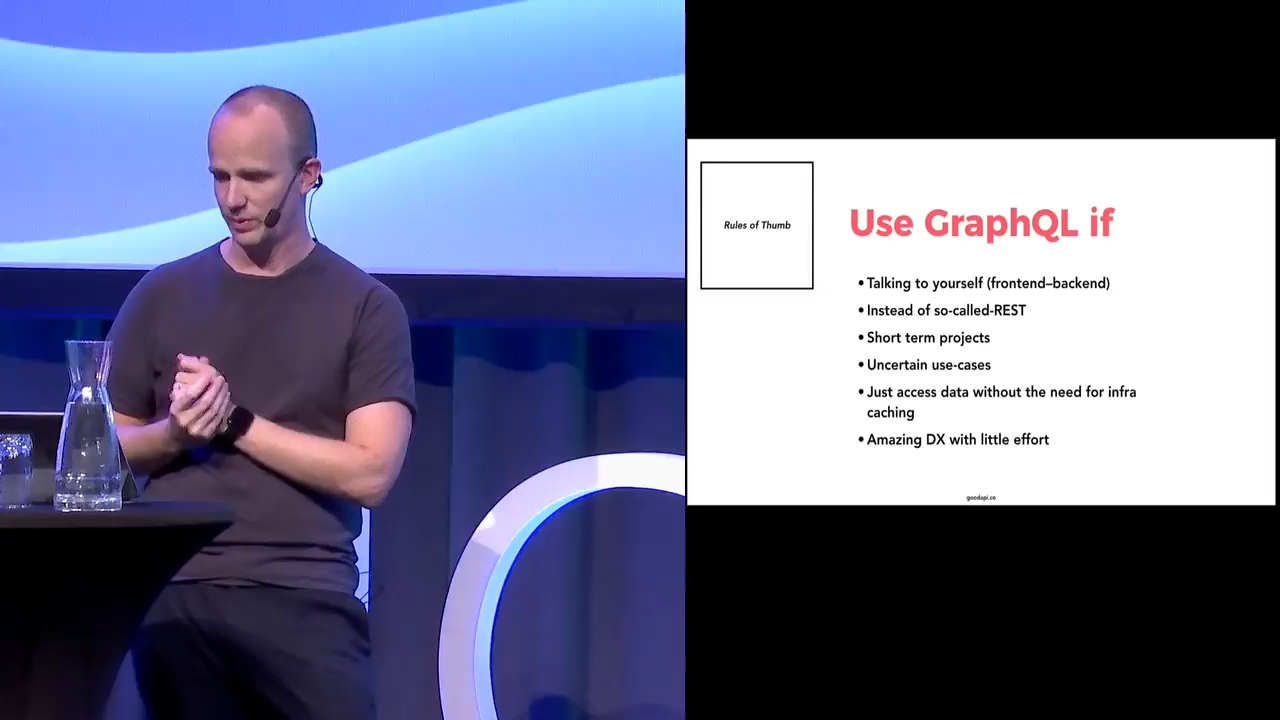 Rules of Thumb
Use GraphQL if
• Talking to yourself (frontend–backend)
• Instead of so-called-REST
• Short term projects
• Uncertain use-cases
• Just access data without the need for infra
caching
• Amazing DX with little effort
goodapi.co